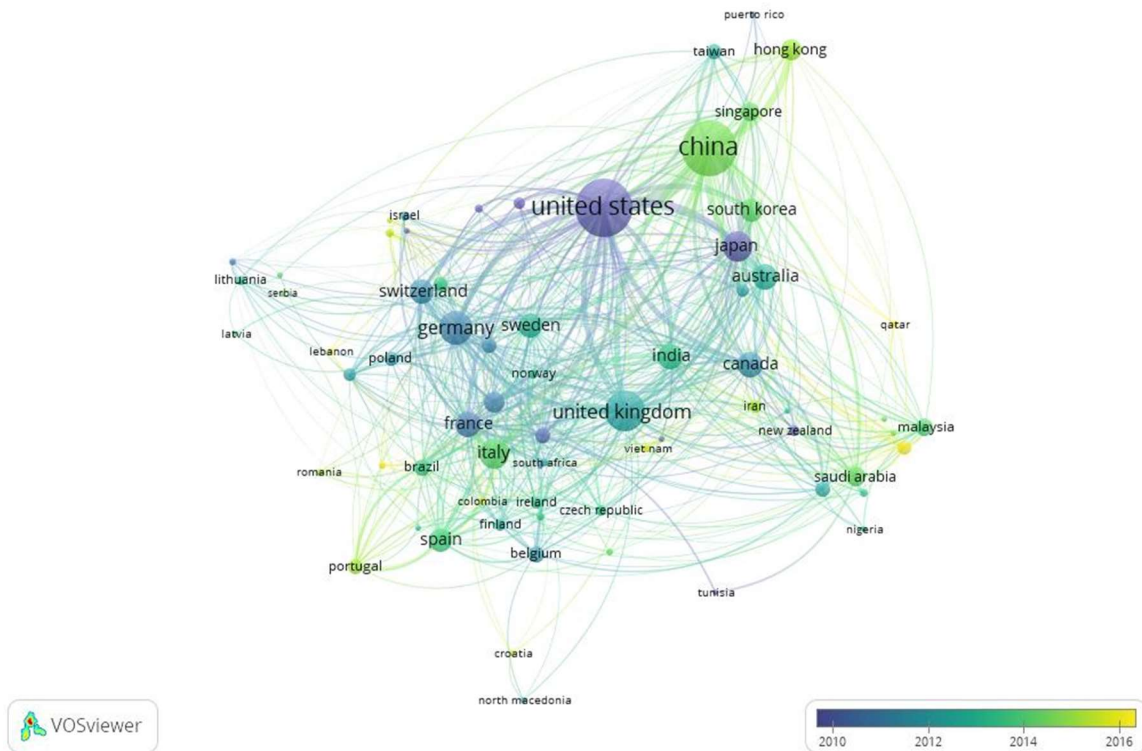 puerto rico
taiwan
hong kong
singapore
china
united states
israel
south korea
japan
lithuania
serbia
switzerland
australia
germany
sweden
qatar
latvia
lebanon
poland
india
norway
canada
united kingdom
iran
france
new zealand
malaysia
italy
viet nam
south africa
romania
brazil
saudi arabia
colombia
ireland
czech republic
finland
nigeria
spain
belgium
portugal
tunisia
croatia
north macedonia
VOSviewer
2010 2012 2014 2016